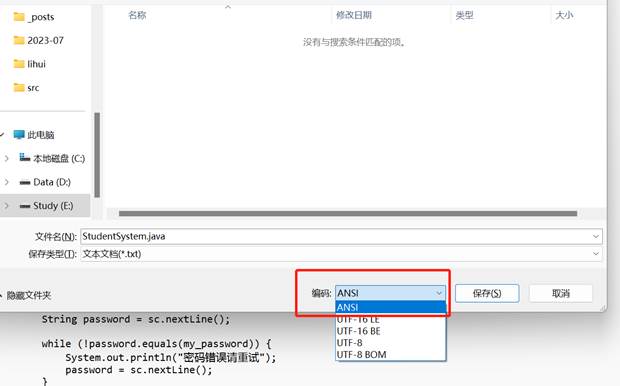 _posts
名称 修改日期 类型 大小
2023-07
没有与搜索条件匹配的项。
lihui
src
此电脑
本地磁盘 (C:)
Data (D:)
Study (E:)
文件名(N): StudentSystem.java
保存类型(T): 文本文档(*.txt)
隐藏文件夹 编码: ANSI 保存(S) 取消
ANSI
UTF-16 LE
UTF-16 BE
UTF-8
UTF-8 BOM
String password = sc.nextLine();
while (!password.equals(my_password)) {
System.out.println("密码错误请重试");
password = sc.nextLine();
}